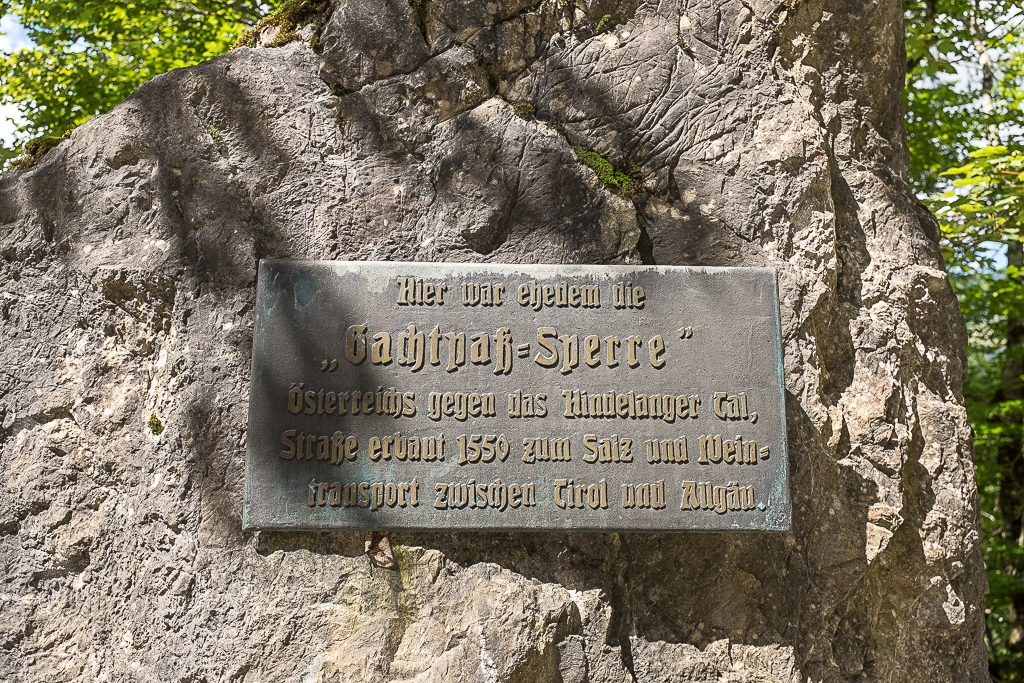 Hier war ehedem die
„Gachtpaß=Sperre”
Österreichs gegen das Hindelanger Tal,
Straße erbaut 1550 zum Salz und Wein=
transport zwischen Tirol und Allgäu.